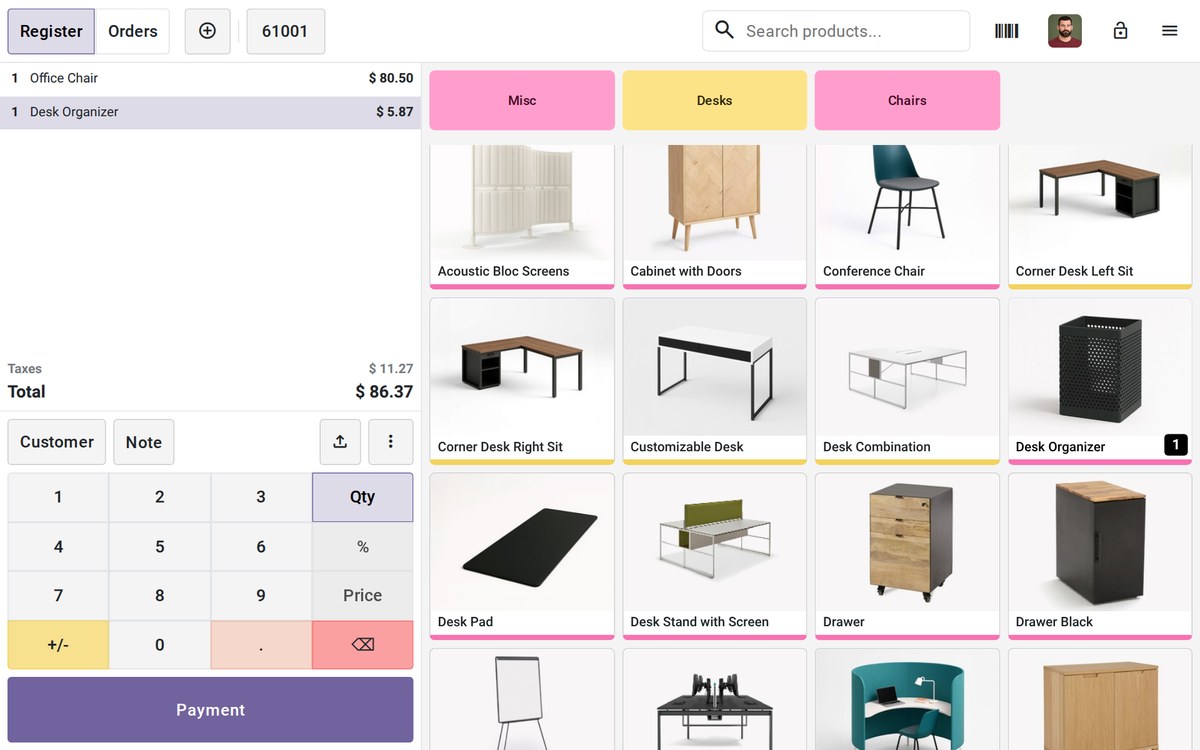 Register Orders 61001 Search products...
1 Office Chair $ 80.50
1 Desk Organizer $ 5.87
Taxes $ 11.27
Total $ 86.37
Customer Note
1 2 3 Qty
4 5 6 %
7 8 9 Price
+/- 0 .
Payment
Misc Desks Chairs
Acoustic Bloc Screens Cabinet with Doors Conference Chair Corner Desk Left Sit
Corner Desk Right Sit Customizable Desk Desk Combination Desk Organizer 1
Desk Pad Desk Stand with Screen Drawer Drawer Black